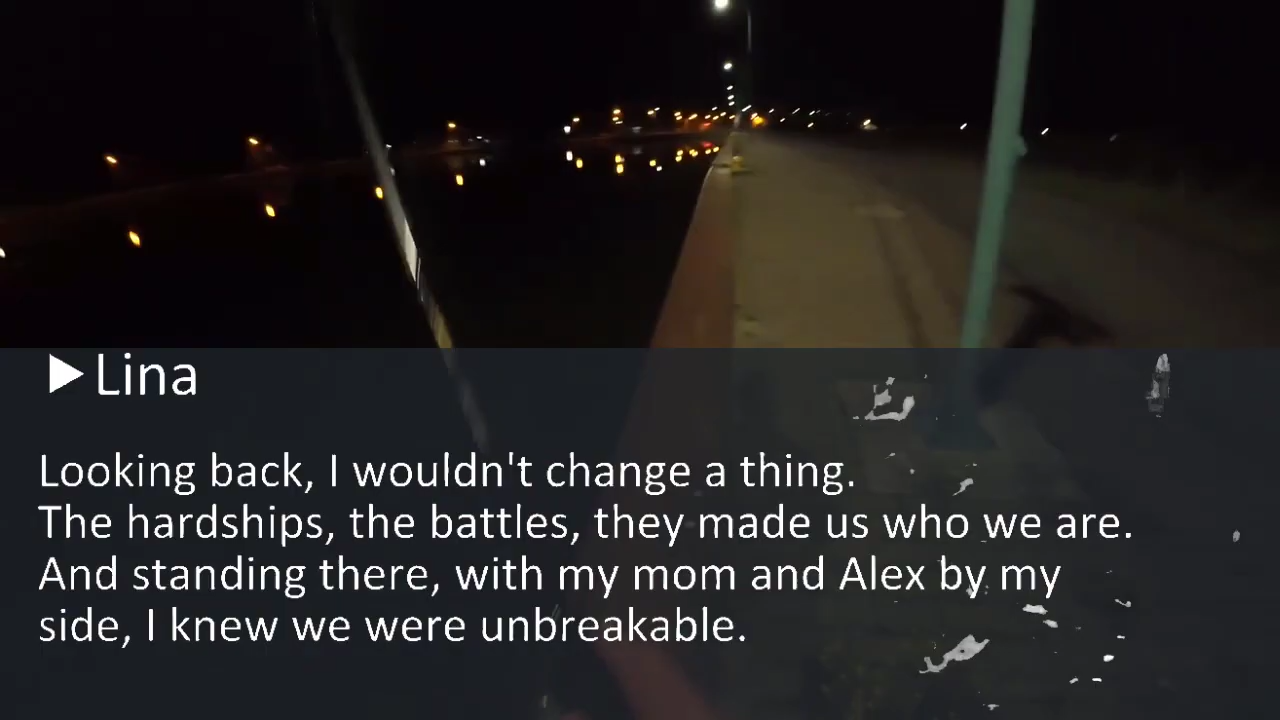 Lina
Looking back, I wouldn't change a thing.
The hardships, the battles, they made us who we are.
And standing there, with my mom and Alex by my
side, I knew we were unbreakable.